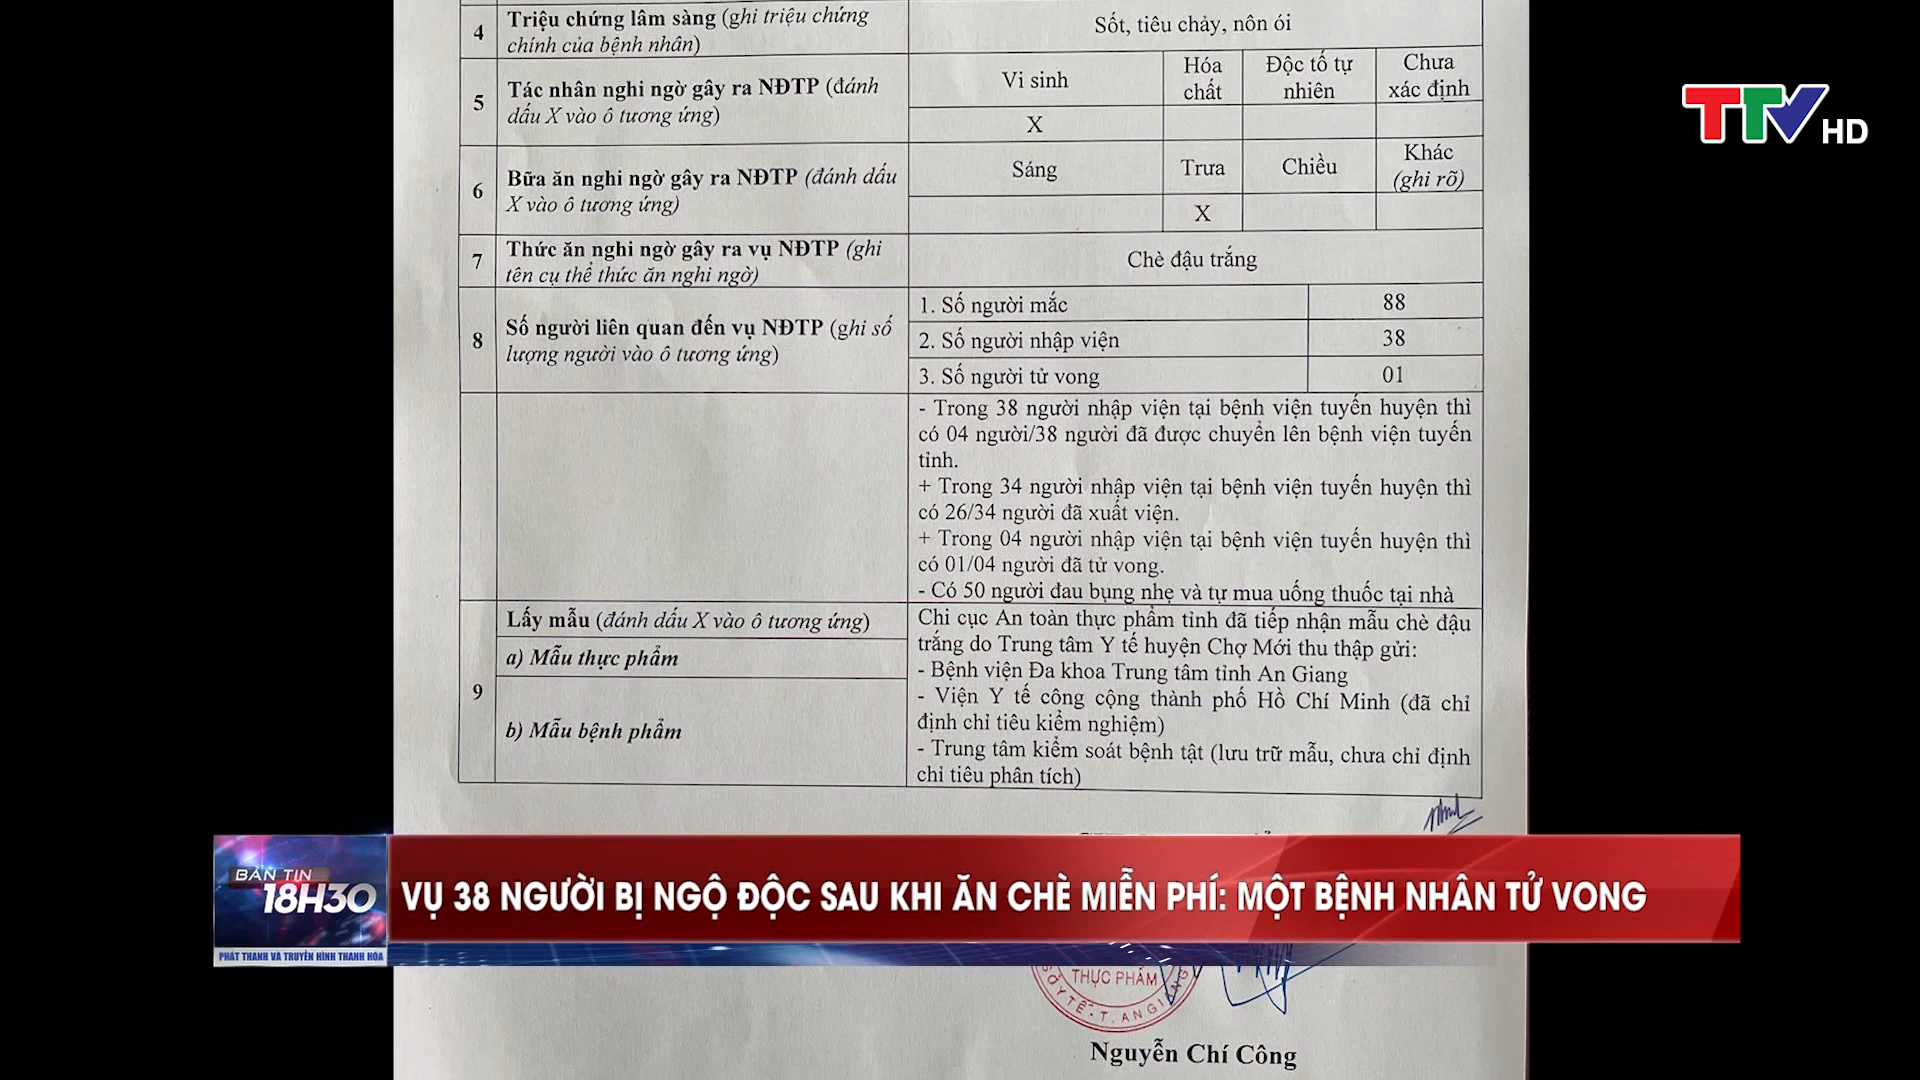 4
Triệu chứng lâm sàng (ghi triệu chứng
chính của bệnh nhân)
Sốt, tiêu chảy, nôn ói
5
Tác nhân nghi ngờ gây ra NĐTP (đánh
dấu X vào ô tương ứng)
Vi sinh
Hóa
chất
Độc tố tự
nhiên
Chưa
xác định
X
6
Bữa ăn nghi ngờ gây ra NĐTP (đánh dấu
X vào ô tương ứng)
Sáng
Trưa
Chiều
Khác
(ghi rõ)
X
7
Thức ăn nghi ngờ gây ra vụ NĐTP (ghi
tên cụ thể thức ăn nghi ngờ)
Chè đậu trắng
8
Số người liên quan đến vụ NĐTP (ghi số
lượng người vào ô tương ứng)
1. Số người mắc
88
2. Số người nhập viện
38
3. Số người tử vong
01
- Trong 38 người nhập viện tại bệnh viện tuyến huyện thì
có 04 người/38 người đã được chuyển lên bệnh viện tuyến
tỉnh.
+ Trong 34 người nhập viện tại bệnh viện tuyến huyện thì
có 26/34 người đã xuất viện.
+ Trong 04 người nhập viện tại bệnh viện tuyến huyện thì
có 01/04 người đã tử vong.
- Có 50 người đau bụng nhẹ và tự mua uống thuốc tại nhà
9
Lấy mẫu (đánh dấu X vào ô tương ứng)
a) Mẫu thực phẩm
b) Mẫu bệnh phẩm
Chi cục An toàn thực phẩm tỉnh đã tiếp nhận mẫu chè đậu
trắng do Trung tâm Y tế huyện Chợ Mới thu thập gửi:
- Bệnh viện Đa khoa Trung tâm tỉnh An Giang
- Viện Y tế công cộng thành phố Hồ Chí Minh (đã chỉ
định chỉ tiêu kiểm nghiệm)
- Trung tâm kiểm soát bệnh tật (lưu trữ mẫu, chưa chỉ định
chỉ tiêu phân tích)
TTV HD
BẢN TIN
18H30
PHÁT THANH VÀ TRUYỀN HÌNH THANH HÓA
VỤ 38 NGƯỜI BỊ NGỘ ĐỘC SAU KHI ĂN CHÈ MIỄN PHÍ: MỘT BỆNH NHÂN TỬ VONG
THỰC PHẨM
SỞ Y TẾ - T. AN GIANG
Nguyễn Chí Công